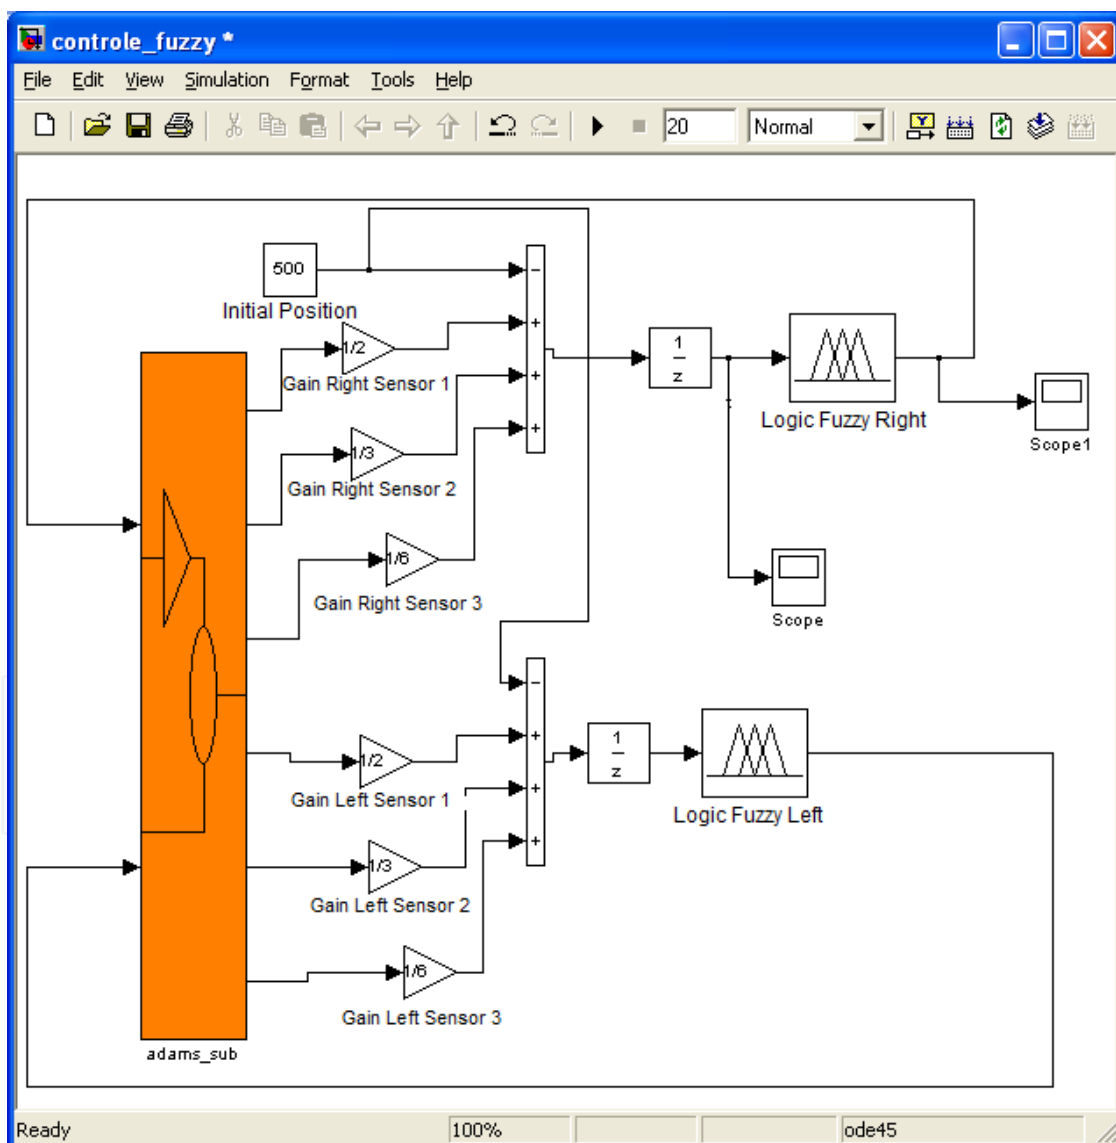 controle_fuzzy *
File Edit View Simulation Format Tools Help
20 Normal
500
Initial Position
1/2
Gain Right Sensor 1
1/3
Gain Right Sensor 2
1/6
Gain Right Sensor 3
−
+
+
+
1
z
Logic Fuzzy Right
Scope1
Scope
1/2
Gain Left Sensor 1
1/3
Gain Left Sensor 2
1/6
Gain Left Sensor 3
−
+
+
+
1
z
Logic Fuzzy Left
adams_sub
Ready 100% ode45